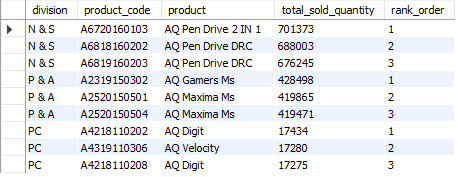 division product_code product total_sold_quantity rank_order
N & S A6720160103 AQ Pen Drive 2 IN 1 701373 1
N & S A6818160202 AQ Pen Drive DRC 688003 2
N & S A6819160203 AQ Pen Drive DRC 676245 3
P & A A2319150302 AQ Gamers Ms 428498 1
P & A A2520150501 AQ Maxima Ms 419865 2
P & A A2520150504 AQ Maxima Ms 419471 3
PC A4218110202 AQ Digit 17434 1
PC A4319110306 AQ Velocity 17280 2
PC A4218110208 AQ Digit 17275 3